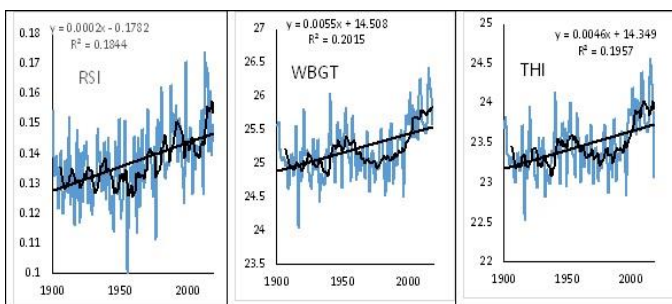 y = 0.0002x - 0.1782
R² = 0.1844
RSI
0.18
0.17
0.16
0.15
0.14
0.13
0.12
0.11
0.1
1900 1950 2000
y = 0.0055x + 14.508
R² = 0.2015
WBGT
27
26.5
26
25.5
25
24.5
24
23.5
1900 1950 2000
y = 0.0046x + 14.349
R² = 0.1957
THI
25
24.5
24
23.5
23
22.5
22
1900 1950 2000